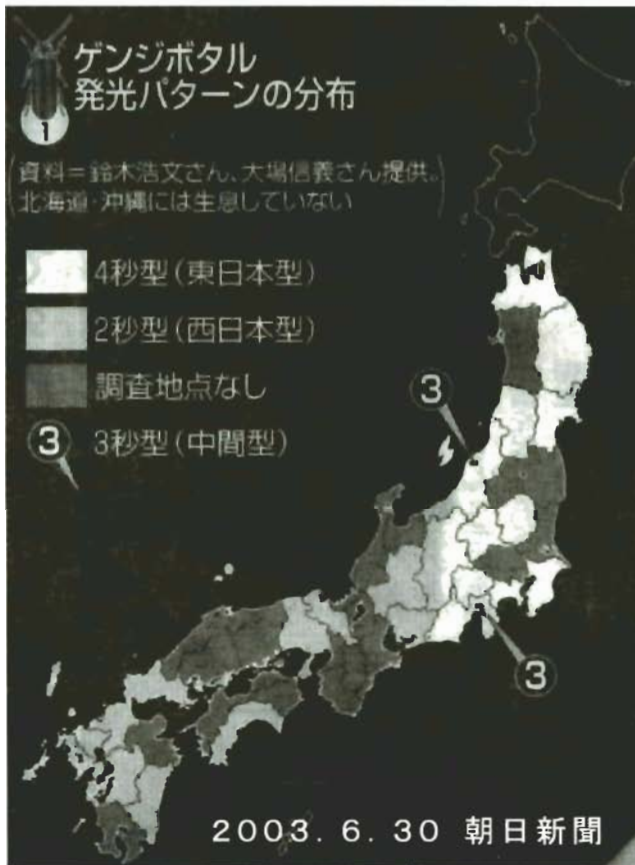 ゲンジボタル
発光パターンの分布
1
(資料=鈴木浩文さん、大場信義さん提供。
北海道・沖縄には生息していない)
4秒型(東日本型)
2秒型(西日本型)
調査地点なし
③ 3秒型(中間型)
③
③
2003.6.30 朝日新聞